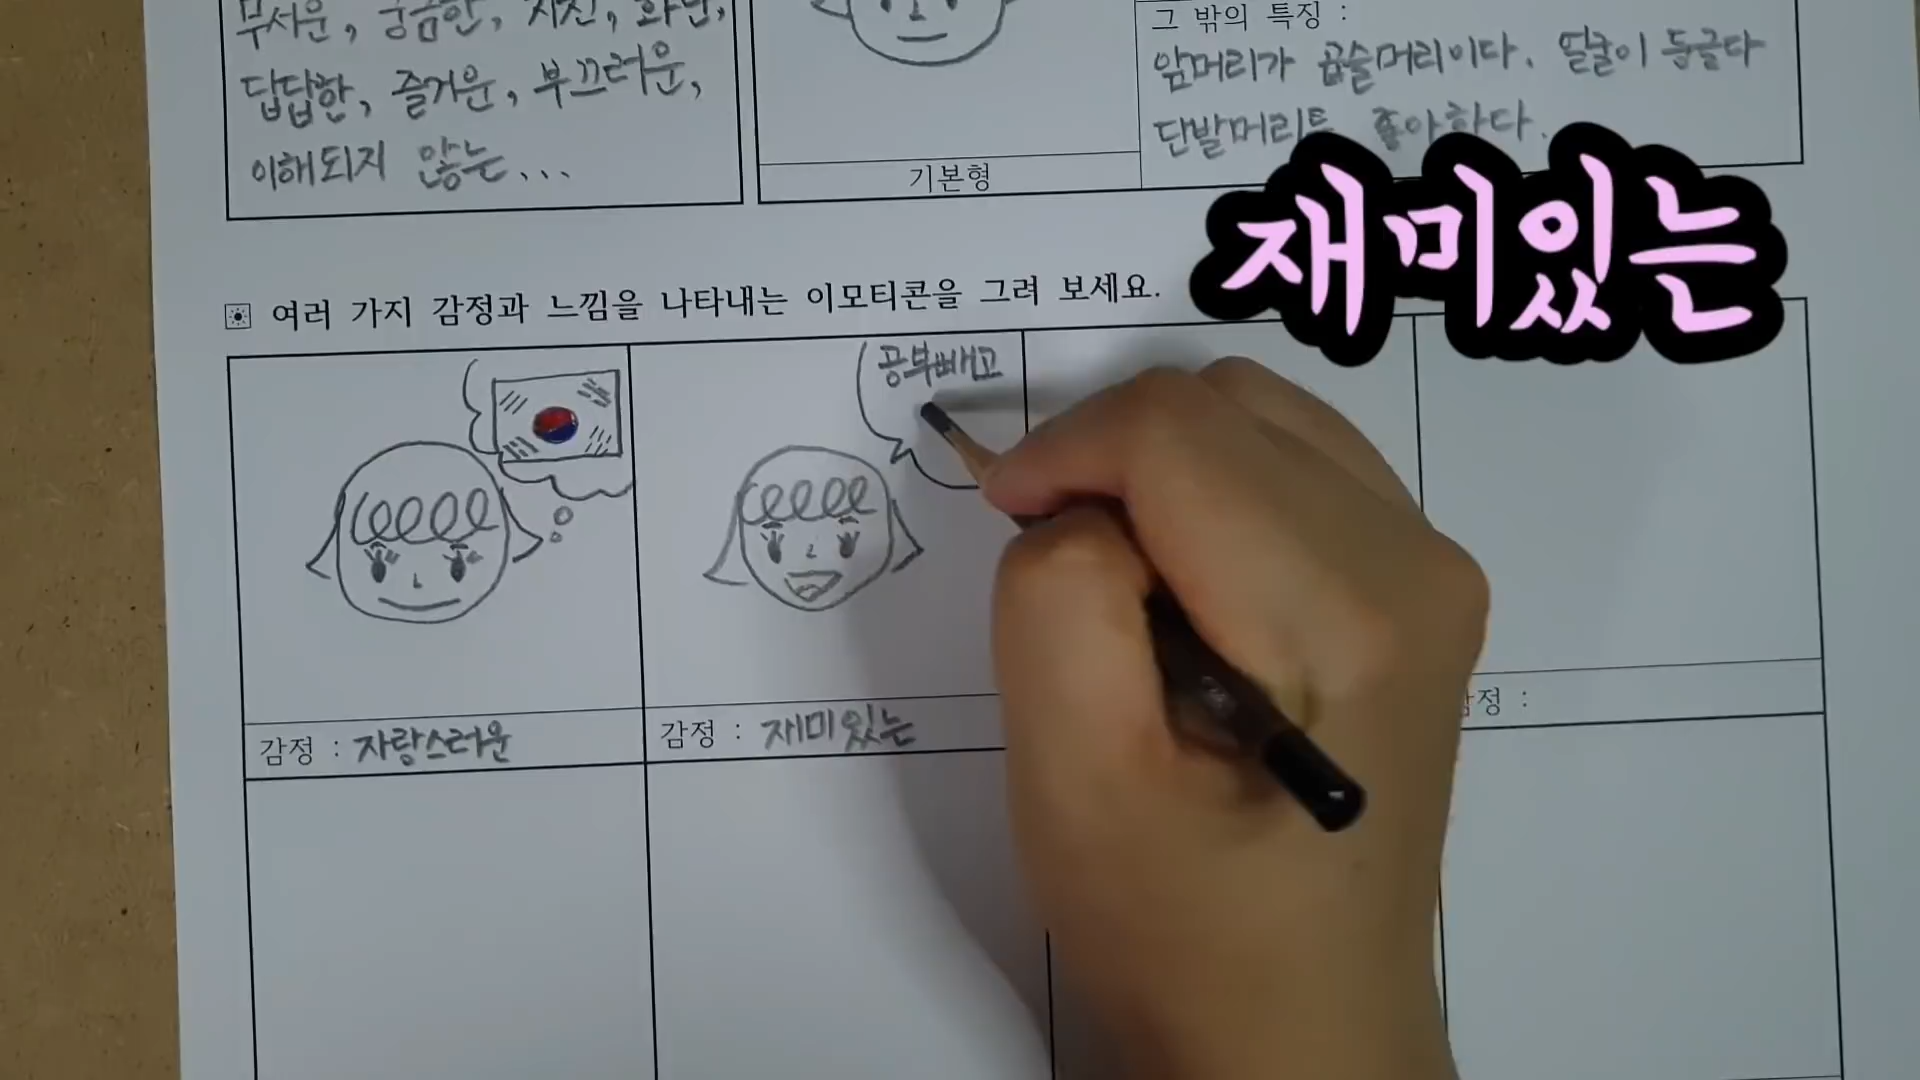 무서운, 궁금한, 지친, 화난,
답답한, 즐거운, 부끄러운,
이해되지 않는...
기본형
그 밖의 특징 :
앞머리가 곱슬머리이다. 얼굴이 둥글다
단발머리를 좋아한다.
재미있는
여러 가지 감정과 느낌을 나타내는 이모티콘을 그려 보세요.
공부빼고
감정 : 자랑스러운
감정 : 재미있는
감정 :